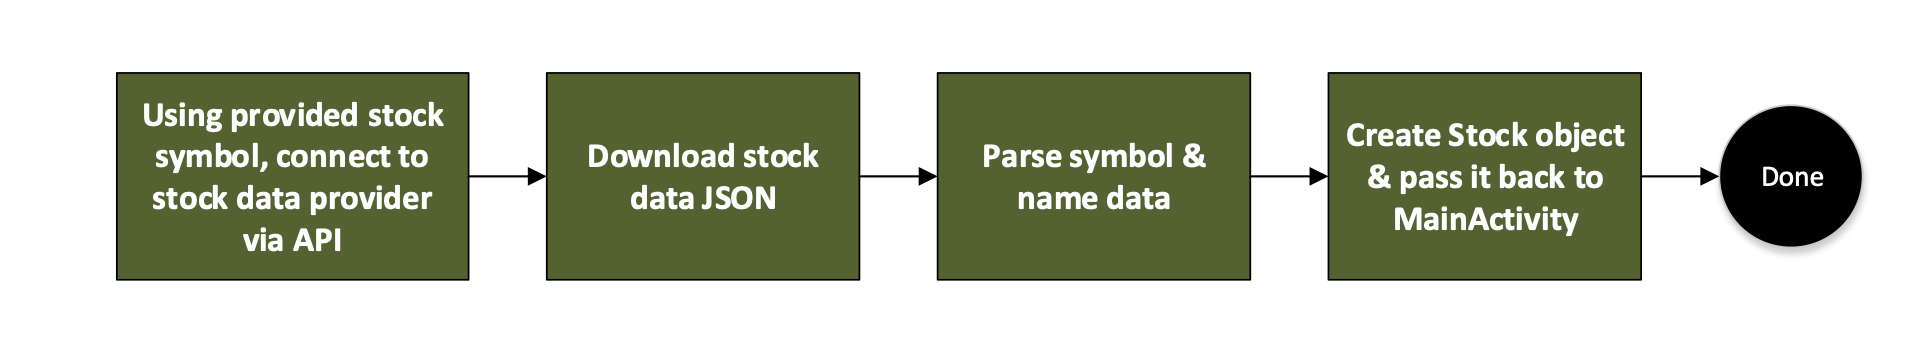 Using provided stock
symbol, connect to
stock data provider
via API
Download stock
data JSON
Parse symbol &
name data
Create Stock object
& pass it back to
MainActivity
Done